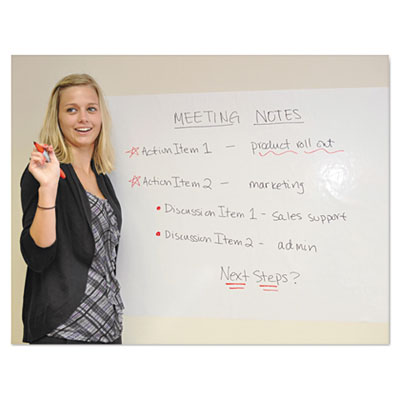 MEETING NOTES
Action Item 1 - product roll out
Action Item 2 - marketing
• Discussion Item 1 - sales support
• Discussion Item 2 - admin
Next Steps?